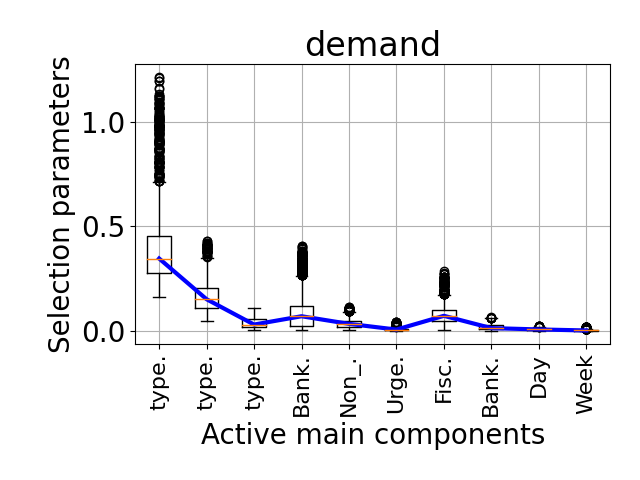 demand
Selection parameters
1.0
0.5
0.0
type.
type.
type.
Bank.
Non_.
Urge.
Fisc.
Bank.
Day
Week
Active main components